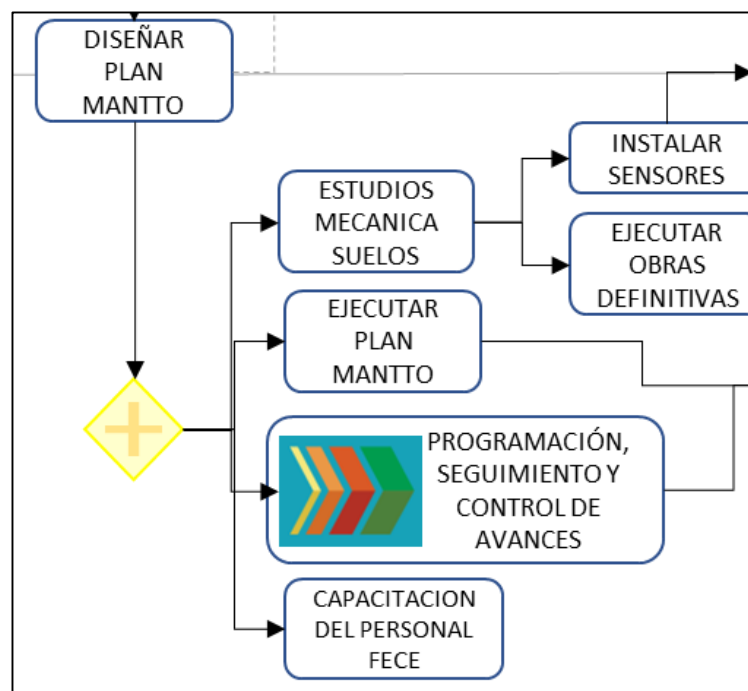 DISEÑAR
PLAN
MANTTO
INSTALAR
SENSORES
ESTUDIOS
MECANICA
SUELOS
EJECUTAR
OBRAS
DEFINITIVAS
EJECUTAR
PLAN
MANTTO
PROGRAMACIÓN,
SEGUIMIENTO Y
CONTROL DE
AVANCES
CAPACITACION
DEL PERSONAL
FECE